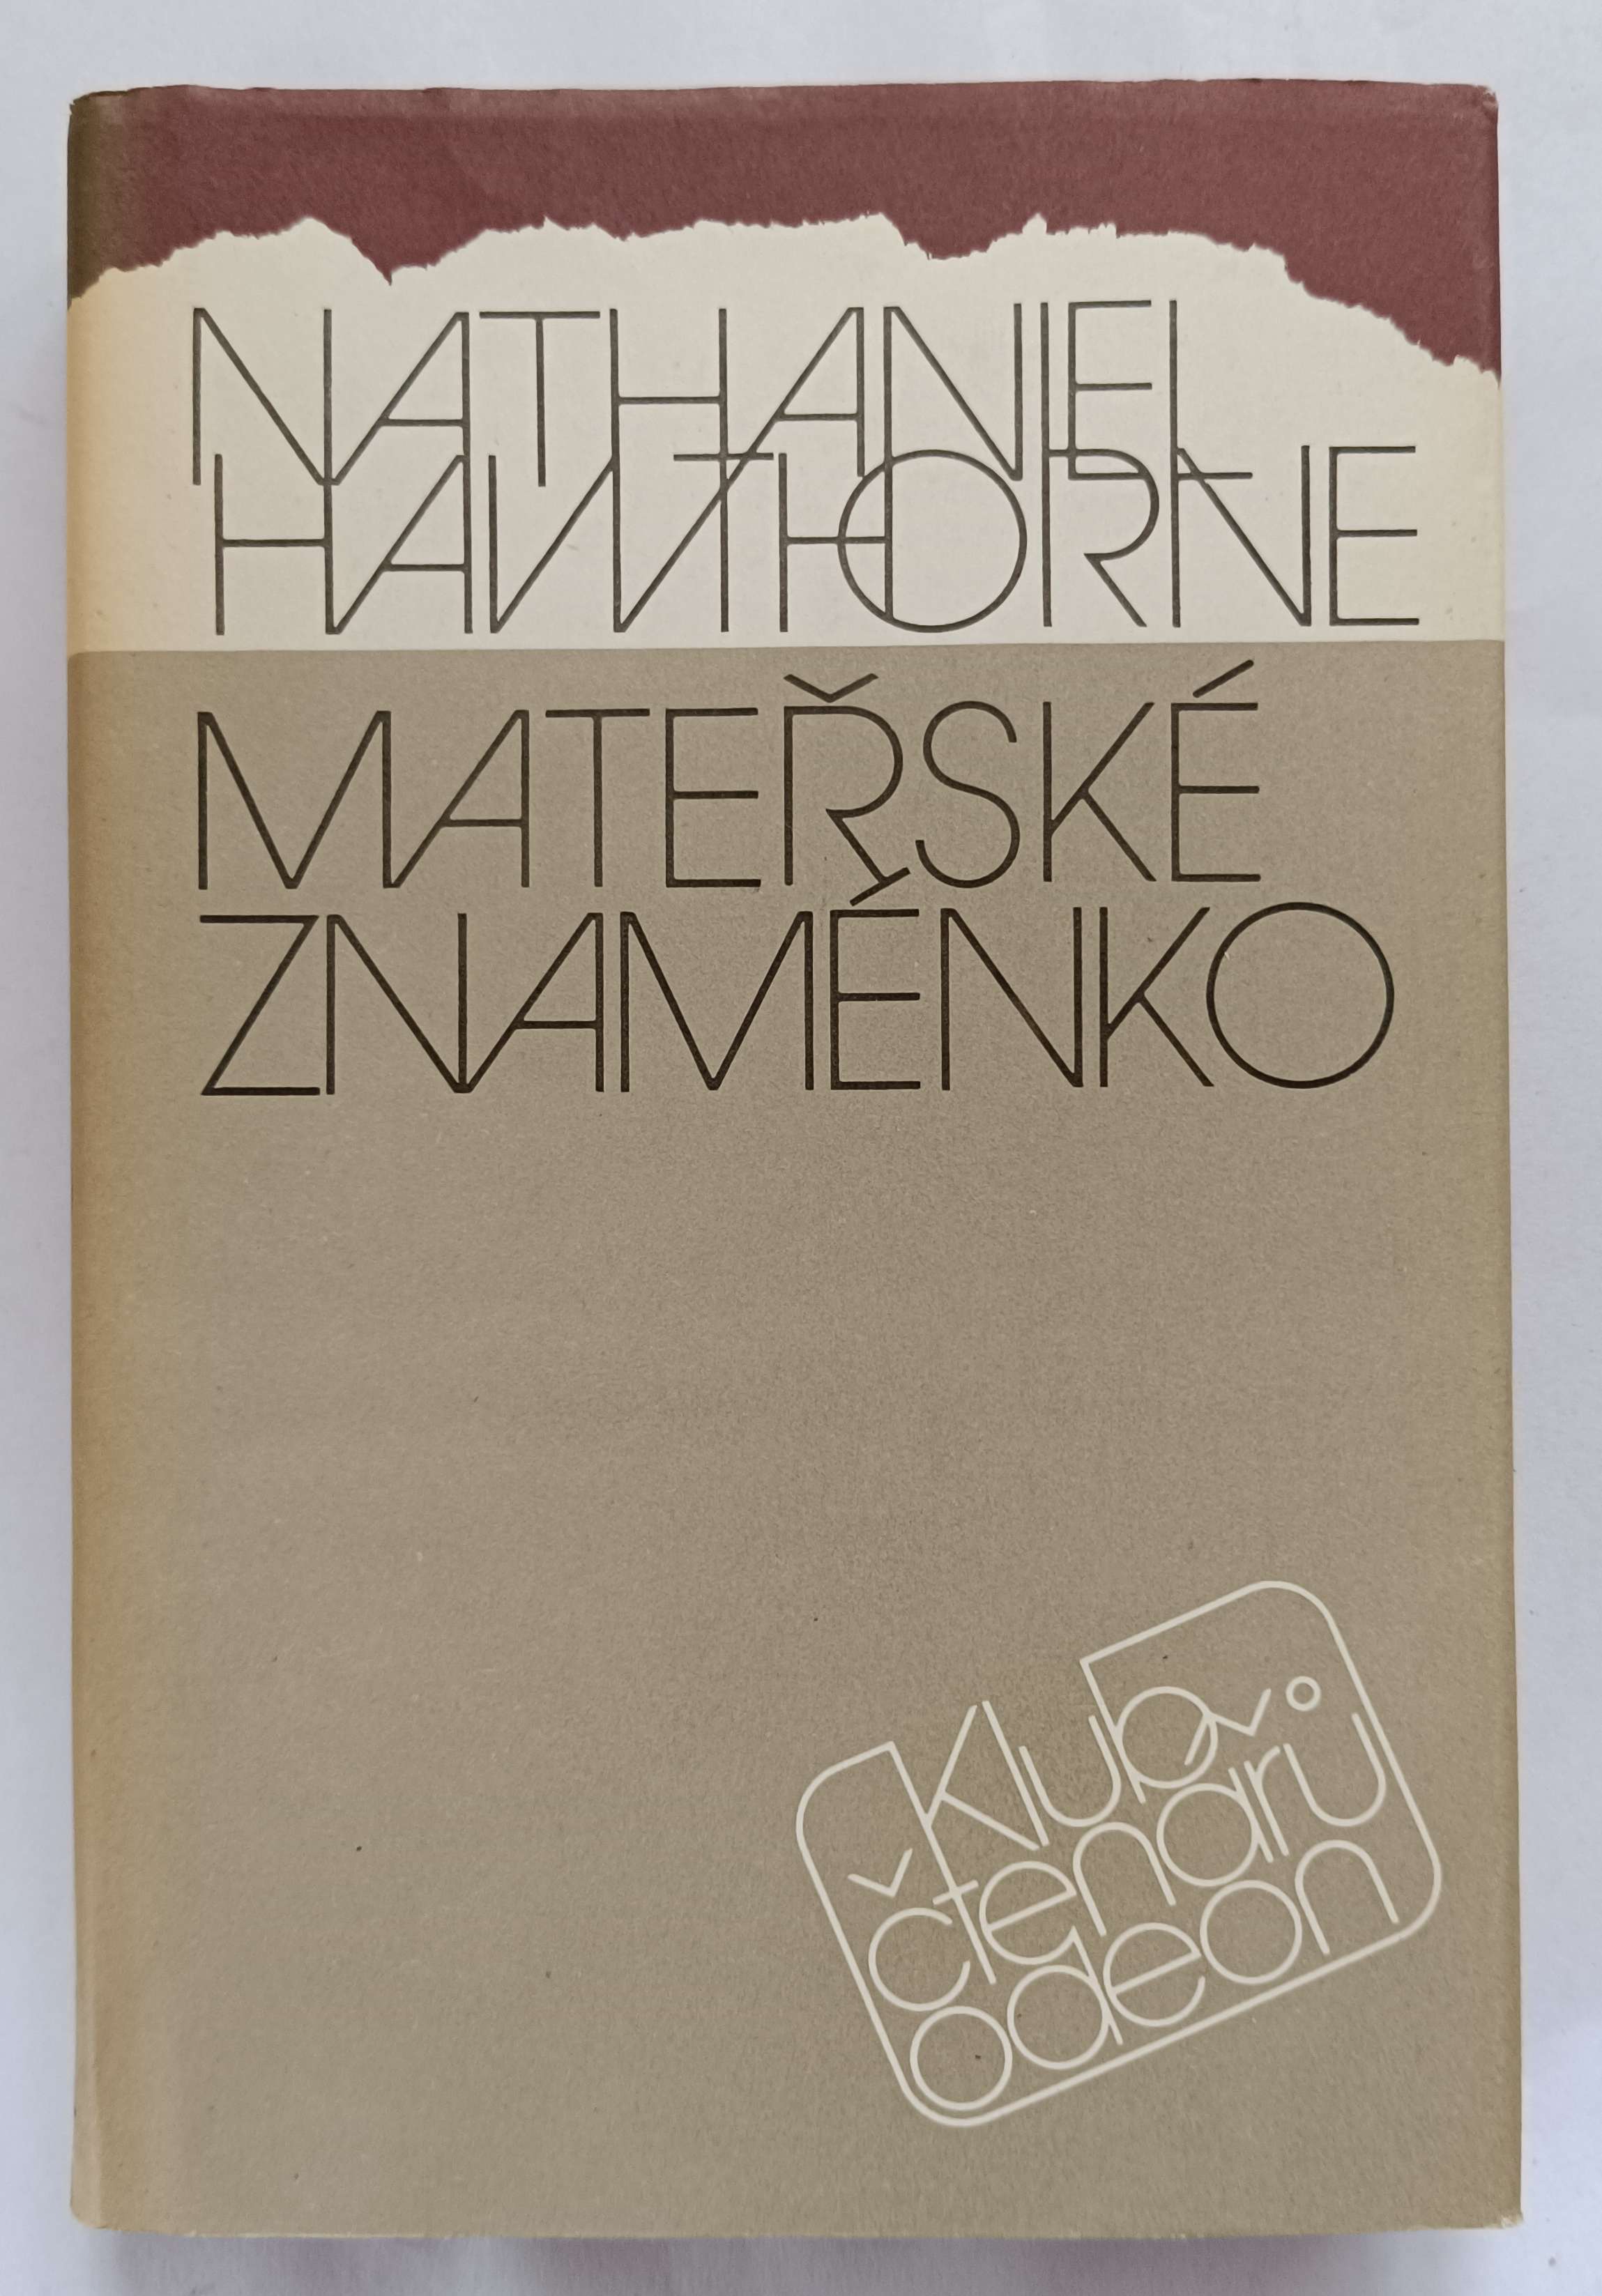 NATHANIEL
HAWTHORNE
MATEŘSKÉ
ZNAMÉNKO
klub
čtenářů
odeon